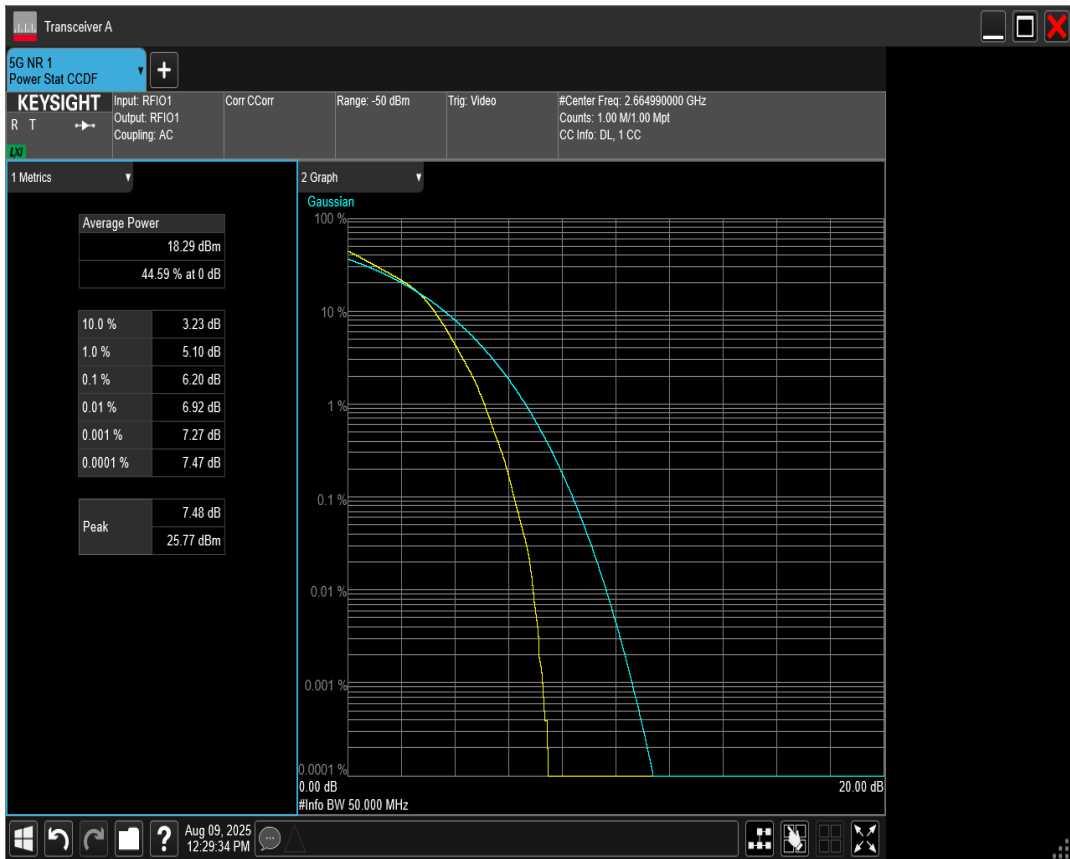 Transceiver A
5G NR 1
Power Stat CCDF
+
KEYSIGHT
R T
LXI
Input: RFIO1
Output: RFIO1
Coupling: AC
Corr CCorr
Range: -50 dBm
Trig: Video
#Center Freq: 2.664990000 GHz
Counts: 1.00 M/1.00 Mpt
CC Info: DL, 1 CC
1 Metrics
Average Power
18.29 dBm
44.59 % at 0 dB
10.0 % 3.23 dB
1.0 % 5.10 dB
0.1 % 6.20 dB
0.01 % 6.92 dB
0.001 % 7.27 dB
0.0001 % 7.47 dB
Peak 7.48 dB
25.77 dBm
2 Graph
Gaussian
100 %
10 %
1 %
0.1 %
0.01 %
0.001 %
0.0001 %
0.00 dB 20.00 dB
#Info BW 50.000 MHz
?
Aug 09, 2025
12:29:34 PM